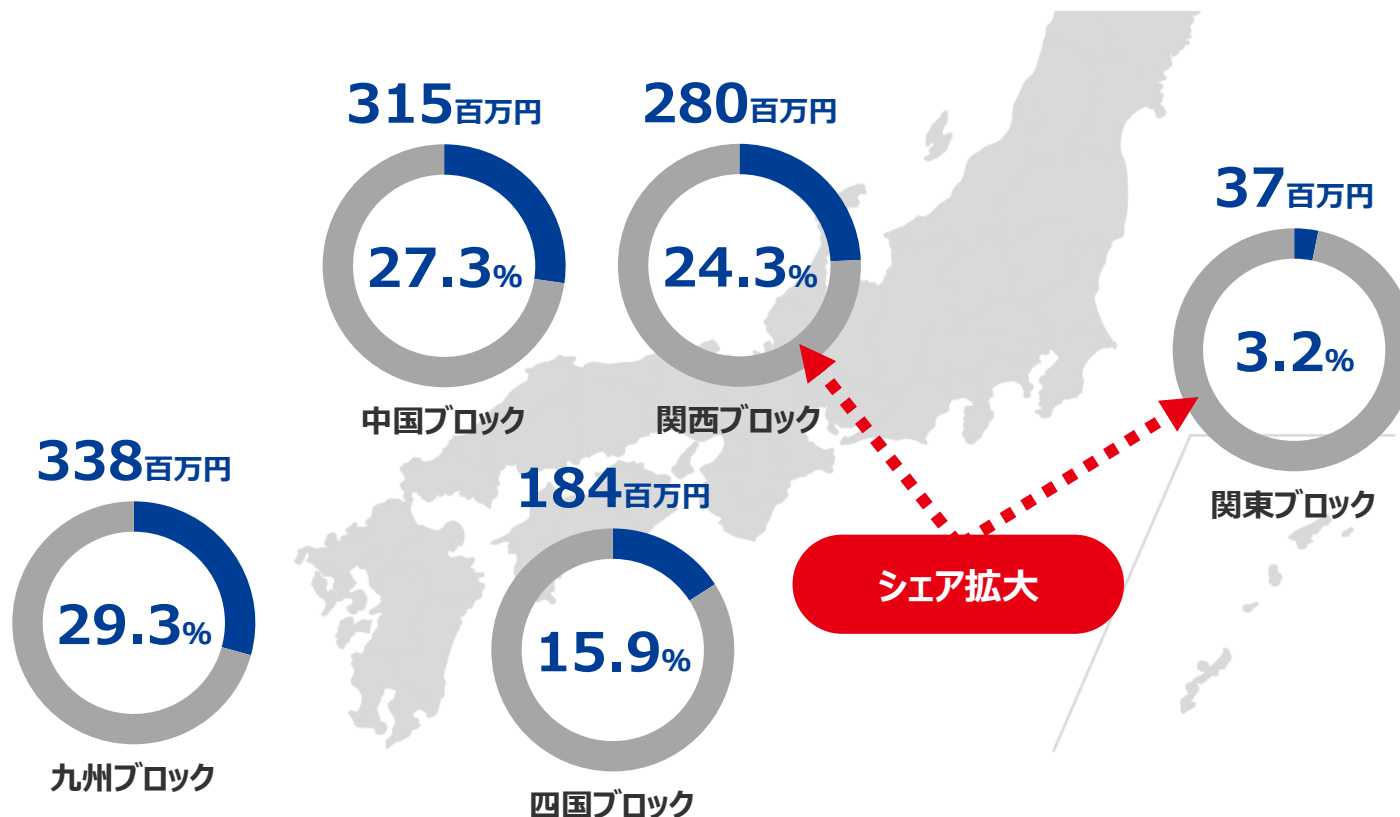 315百万円
27.3%
中国ブロック
280百万円
24.3%
関西ブロック
37百万円
3.2%
関東ブロック
338百万円
29.3%
九州ブロック
184百万円
15.9%
四国ブロック
シェア拡大